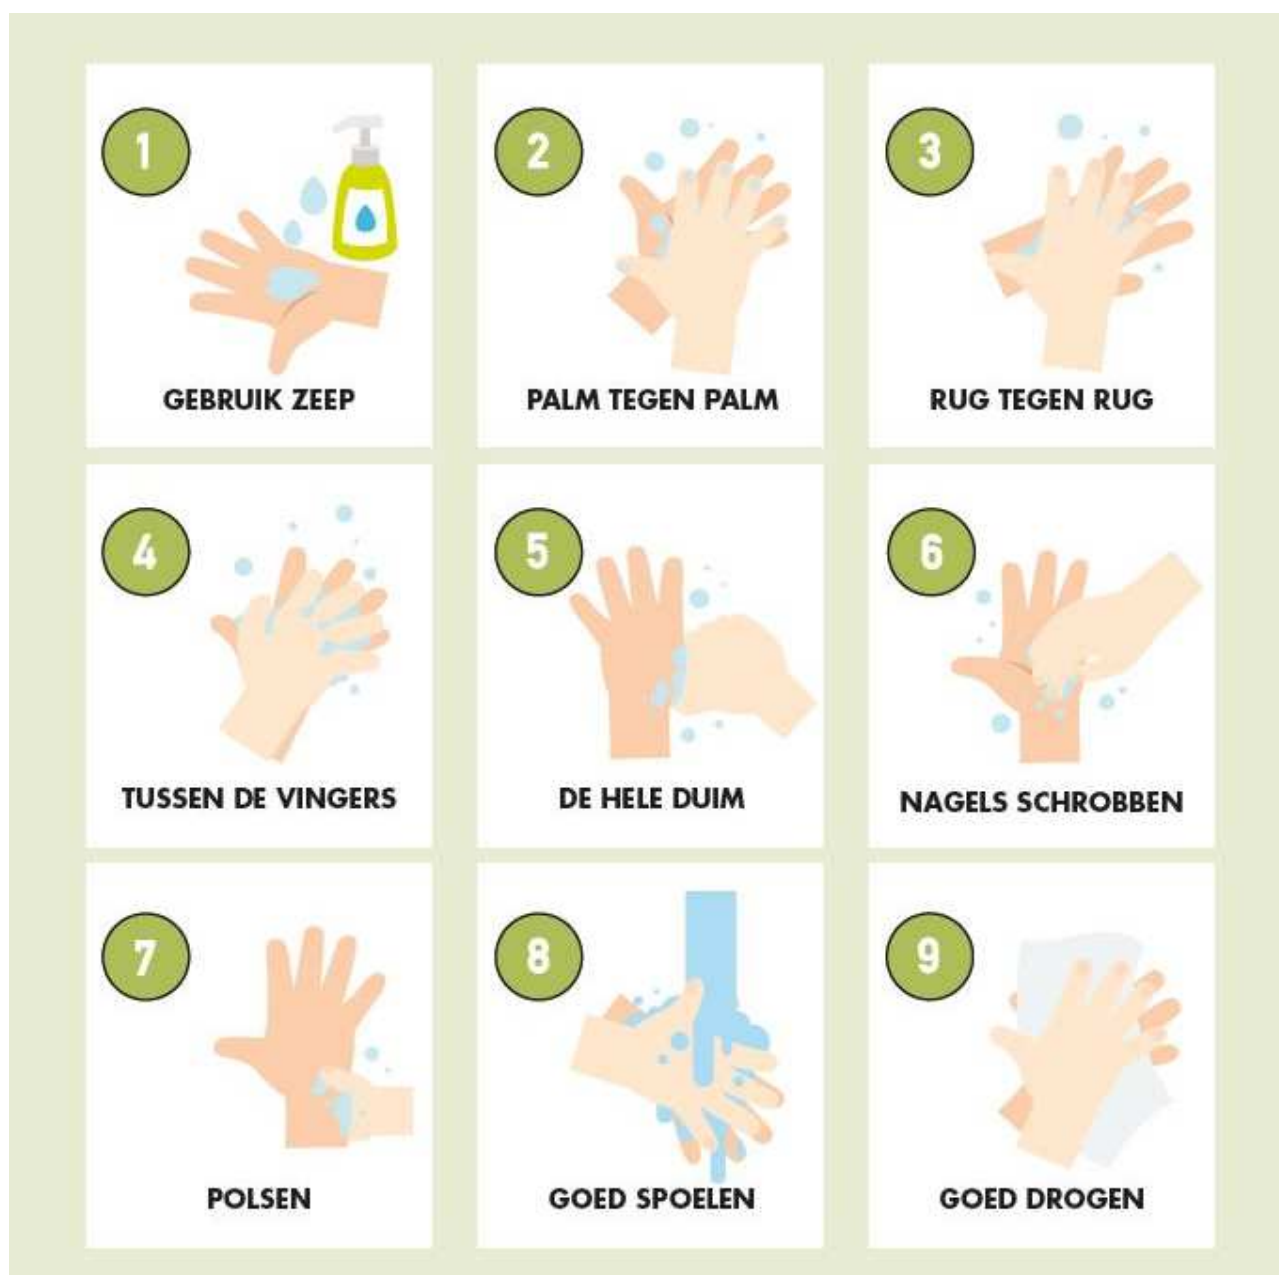 1
GEBRUIK ZEEP
2
PALM TEGEN PALM
3
RUG TEGEN RUG
4
TUSSEN DE VINGERS
5
DE HELE DUIM
6
NAGELS SCHROBBEN
7
POLSEN
8
GOED SPOELEN
9
GOED DROGEN